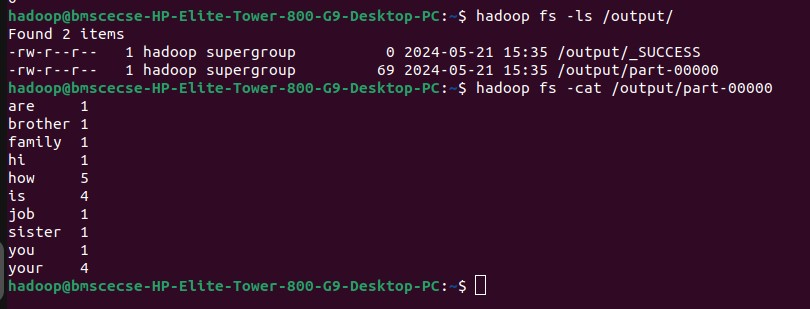 hadoop@bmscecse-HP-Elite-Tower-800-G9-Desktop-PC:~$ hadoop fs -ls /output/
Found 2 items
-rw-r--r--   1 hadoop supergroup          0 2024-05-21 15:35 /output/_SUCCESS
-rw-r--r--   1 hadoop supergroup         69 2024-05-21 15:35 /output/part-00000
hadoop@bmscecse-HP-Elite-Tower-800-G9-Desktop-PC:~$ hadoop fs -cat /output/part-00000
are     1
brother 1
family  1
hi      1
how     5
is      4
job     1
sister  1
you     1
your    4
hadoop@bmscecse-HP-Elite-Tower-800-G9-Desktop-PC:~$